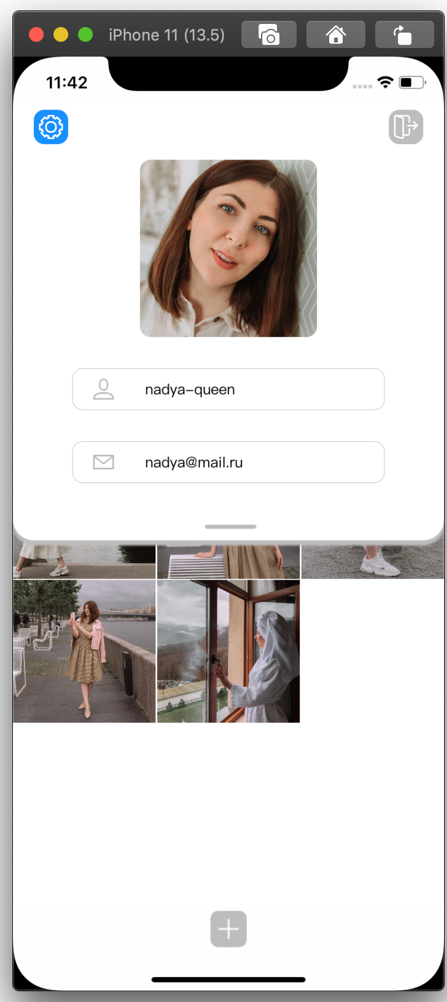 iPhone 11 (13.5)
11:42
nadya-queen
nadya@mail.ru